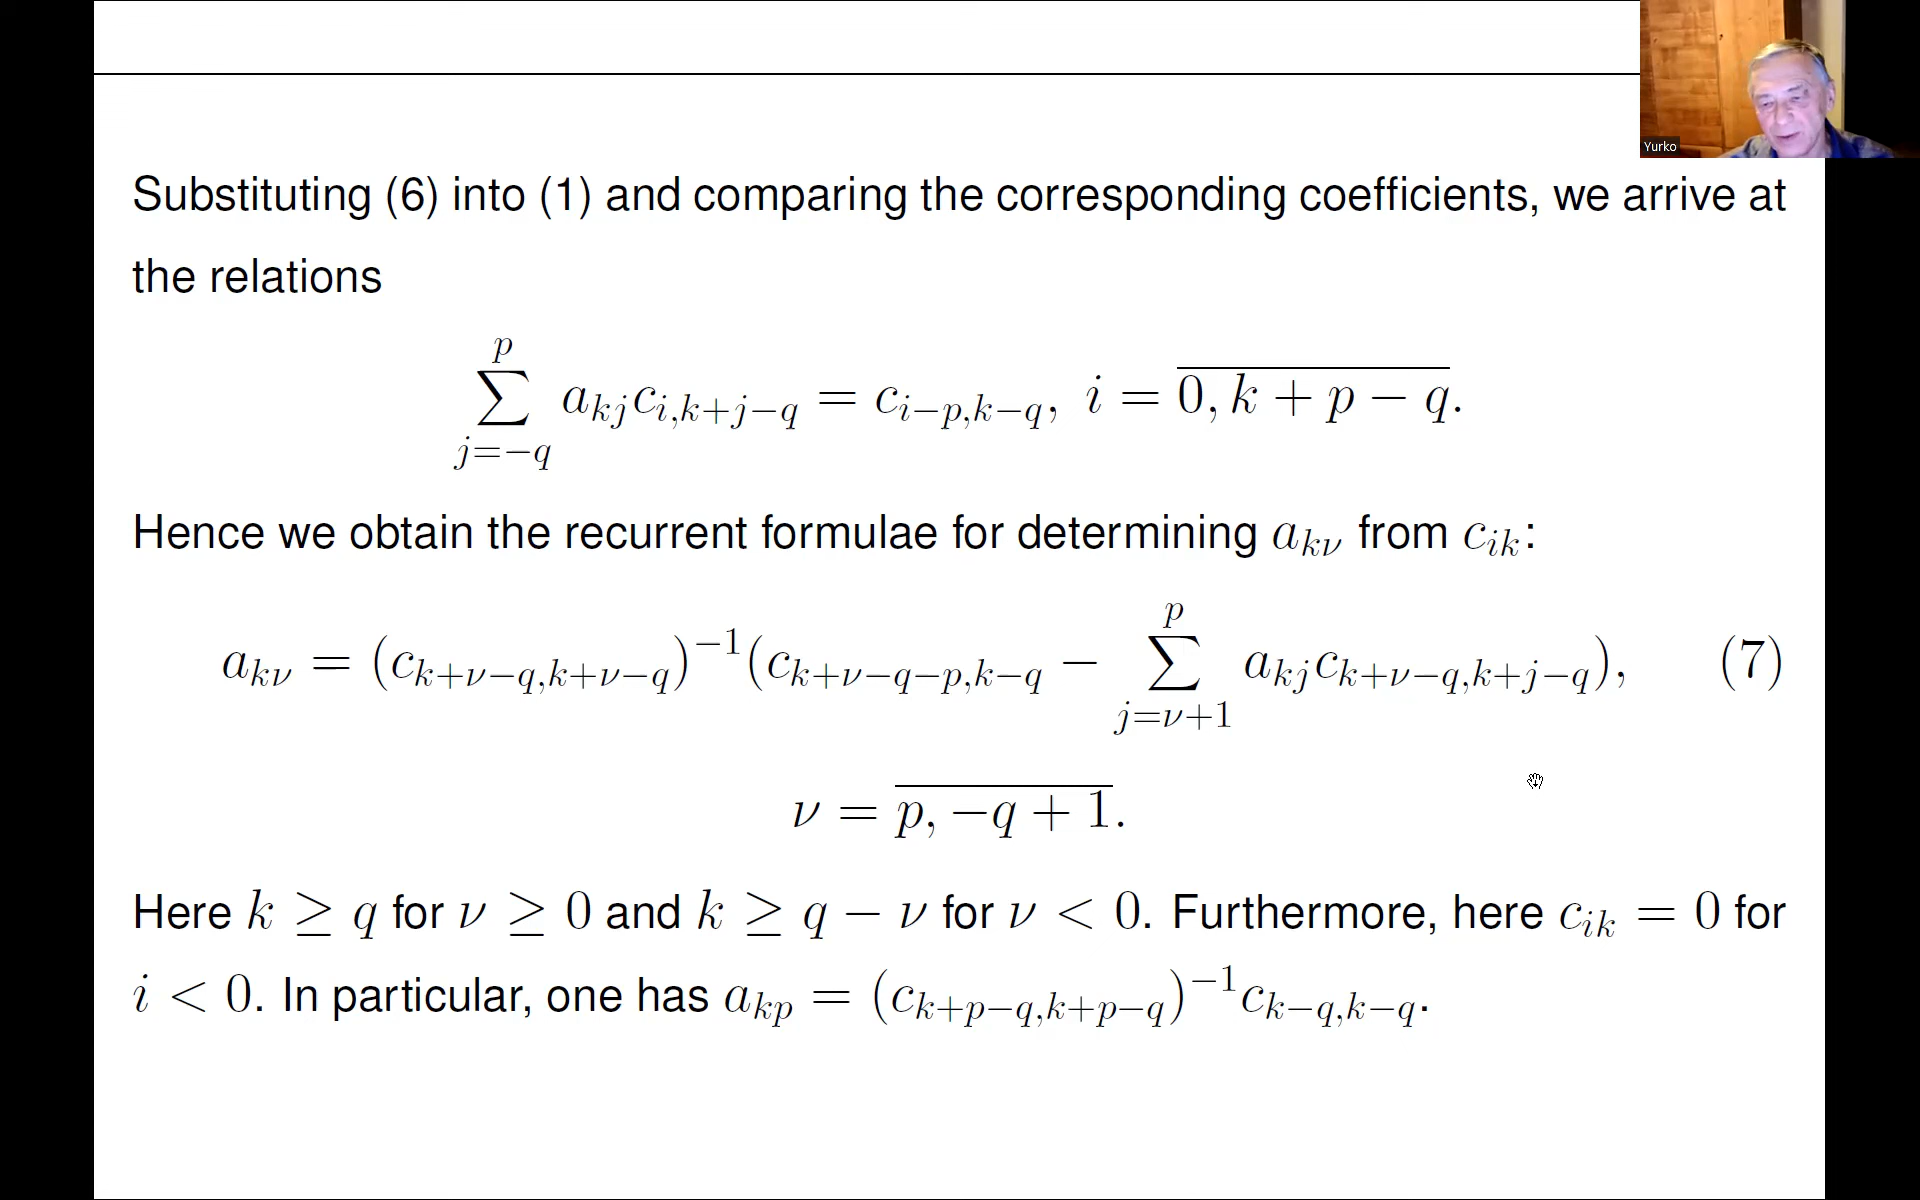 Yurko
Substituting (6) into (1) and comparing the corresponding coefficients, we arrive at
the relations
$\sum_{j=-q}^{p} a_{kj} c_{i,k+j-q} = c_{i-p,k-q}, \; i = \overline{0, k+p-q}.$
Hence we obtain the recurrent formulae for determining $a_{k\nu}$ from $c_{ik}$:
$a_{k\nu} = (c_{k+\nu-q,k+\nu-q})^{-1}(c_{k+\nu-q-p,k-q} - \sum_{j=\nu+1}^{p} a_{kj} c_{k+\nu-q,k+j-q}), \quad (7)$
$\nu = \overline{p, -q+1}.$
Here $k \geq q$ for $\nu \geq 0$ and $k \geq q - \nu$ for $\nu < 0$. Furthermore, here $c_{ik} = 0$ for
$i < 0$. In particular, one has $a_{kp} = (c_{k+p-q,k+p-q})^{-1} c_{k-q,k-q}.$